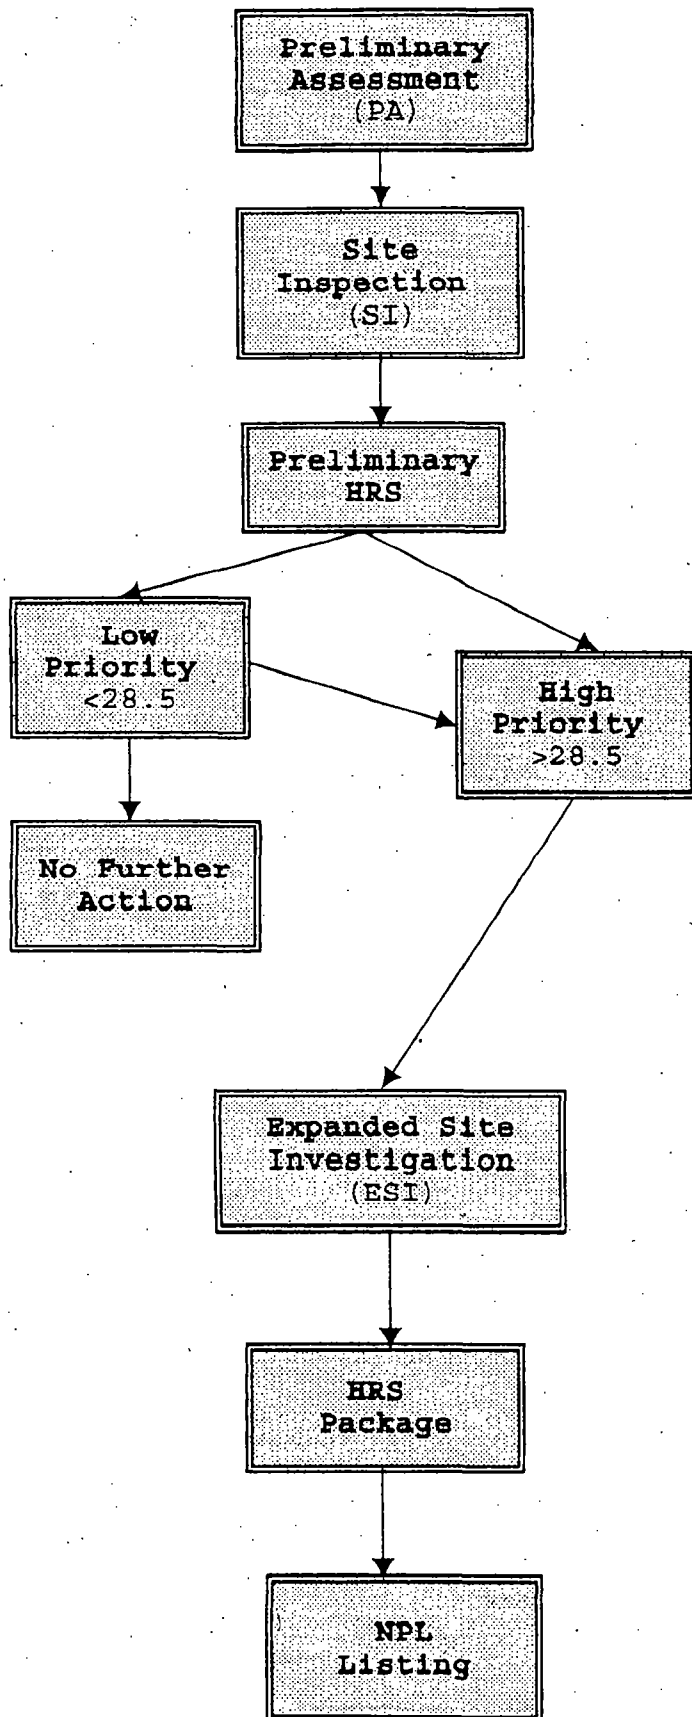 Preliminary
Assessment
(PA)
Site
Inspection
(SI)
Preliminary
HRS
Low
Priority
<28.5
High
Priority
>28.5
No Further
Action
Expanded Site
Investigation
(ESI)
HRS
Package
NPL
Listing